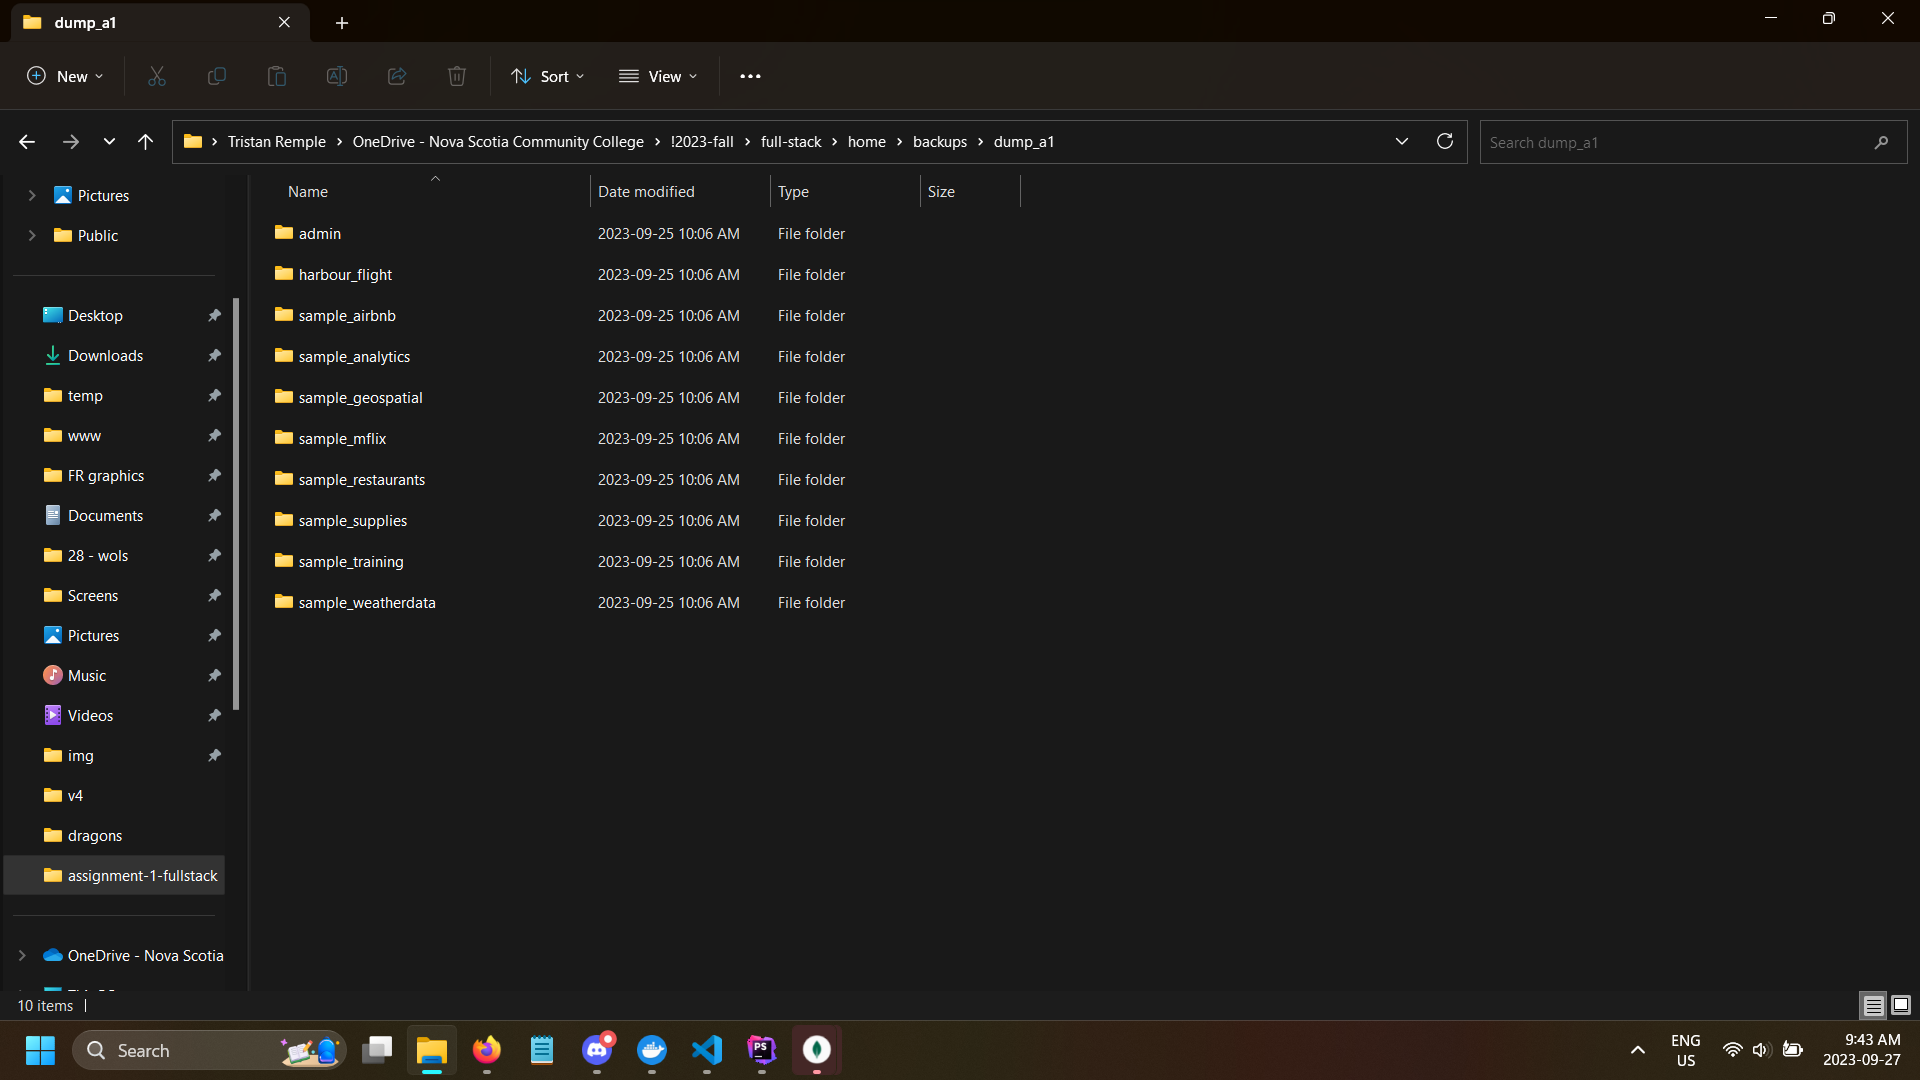 dump_a1
New
Sort
View
Tristan Remple
OneDrive - Nova Scotia Community College
!2023-fall
full-stack
home
backups
dump_a1
Search dump_a1
Pictures
Public
Desktop
Downloads
temp
www
FR graphics
Documents
28 - wols
Screens
Pictures
Music
Videos
img
v4
dragons
assignment-1-fullstack
OneDrive - Nova Scotia
Name Date modified Type Size
admin 2023-09-25 10:06 AM File folder
harbour_flight 2023-09-25 10:06 AM File folder
sample_airbnb 2023-09-25 10:06 AM File folder
sample_analytics 2023-09-25 10:06 AM File folder
sample_geospatial 2023-09-25 10:06 AM File folder
sample_mflix 2023-09-25 10:06 AM File folder
sample_restaurants 2023-09-25 10:06 AM File folder
sample_supplies 2023-09-25 10:06 AM File folder
sample_training 2023-09-25 10:06 AM File folder
sample_weatherdata 2023-09-25 10:06 AM File folder
10 items
Search
PS
ENG
US
9:43 AM
2023-09-27